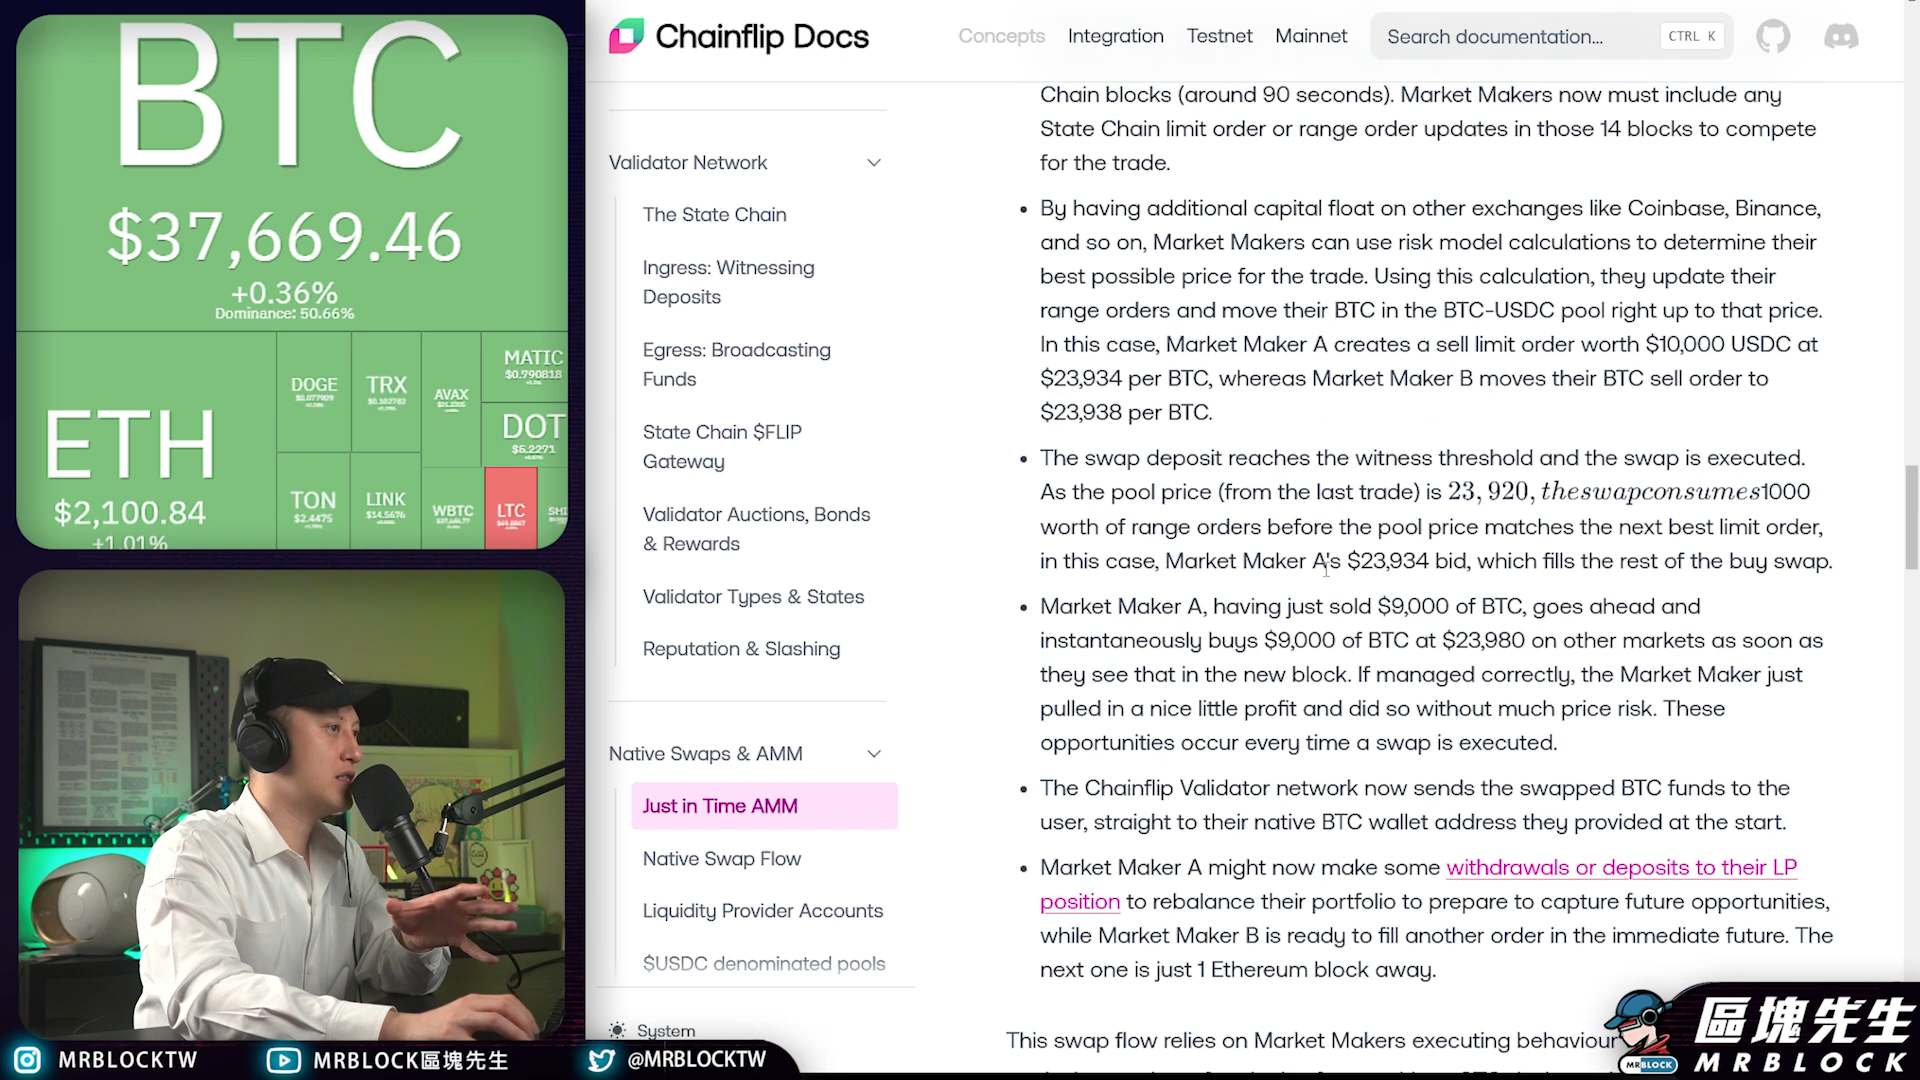 BTC
$37,669.46
+0.36%
Dominance: 50.66%
ETH
$2,100.84
+1.01%
DOGE
TRX
AVAX
MATIC
$0.790818
DOT
$5.2271
TON
$2.4475
LINK
$14.5676
WBTC
LTC
SHI
Chainflip Docs
Concepts Integration Testnet Mainnet
Search documentation... CTRL K
Validator Network
The State Chain
Ingress: Witnessing
Deposits
Egress: Broadcasting
Funds
State Chain $FLIP
Gateway
Validator Auctions, Bonds
& Rewards
Validator Types & States
Reputation & Slashing
Native Swaps & AMM
Just in Time AMM
Native Swap Flow
Liquidity Provider Accounts
$USDC denominated pools
System
Chain blocks (around 90 seconds). Market Makers now must include any
State Chain limit order or range order updates in those 14 blocks to compete
for the trade.
• By having additional capital float on other exchanges like Coinbase, Binance,
and so on, Market Makers can use risk model calculations to determine their
best possible price for the trade. Using this calculation, they update their
range orders and move their BTC in the BTC-USDC pool right up to that price.
In this case, Market Maker A creates a sell limit order worth $10,000 USDC at
$23,934 per BTC, whereas Market Maker B moves their BTC sell order to
$23,938 per BTC.
• The swap deposit reaches the witness threshold and the swap is executed.
As the pool price (from the last trade) is 23,920,theswapconsumes1000
worth of range orders before the pool price matches the next best limit order,
in this case, Market Maker A's $23,934 bid, which fills the rest of the buy swap.
• Market Maker A, having just sold $9,000 of BTC, goes ahead and
instantaneously buys $9,000 of BTC at $23,980 on other markets as soon as
they see that in the new block. If managed correctly, the Market Maker just
pulled in a nice little profit and did so without much price risk. These
opportunities occur every time a swap is executed.
• The Chainflip Validator network now sends the swapped BTC funds to the
user, straight to their native BTC wallet address they provided at the start.
• Market Maker A might now make some withdrawals or deposits to their LP
position to rebalance their portfolio to prepare to capture future opportunities,
while Market Maker B is ready to fill another order in the immediate future. The
next one is just 1 Ethereum block away.
This swap flow relies on Market Makers executing behaviour
MRBLOCKTW MRBLOCK區塊先生 @MRBLOCKTW
區塊先生
MRBLOCK
MRBLOCK